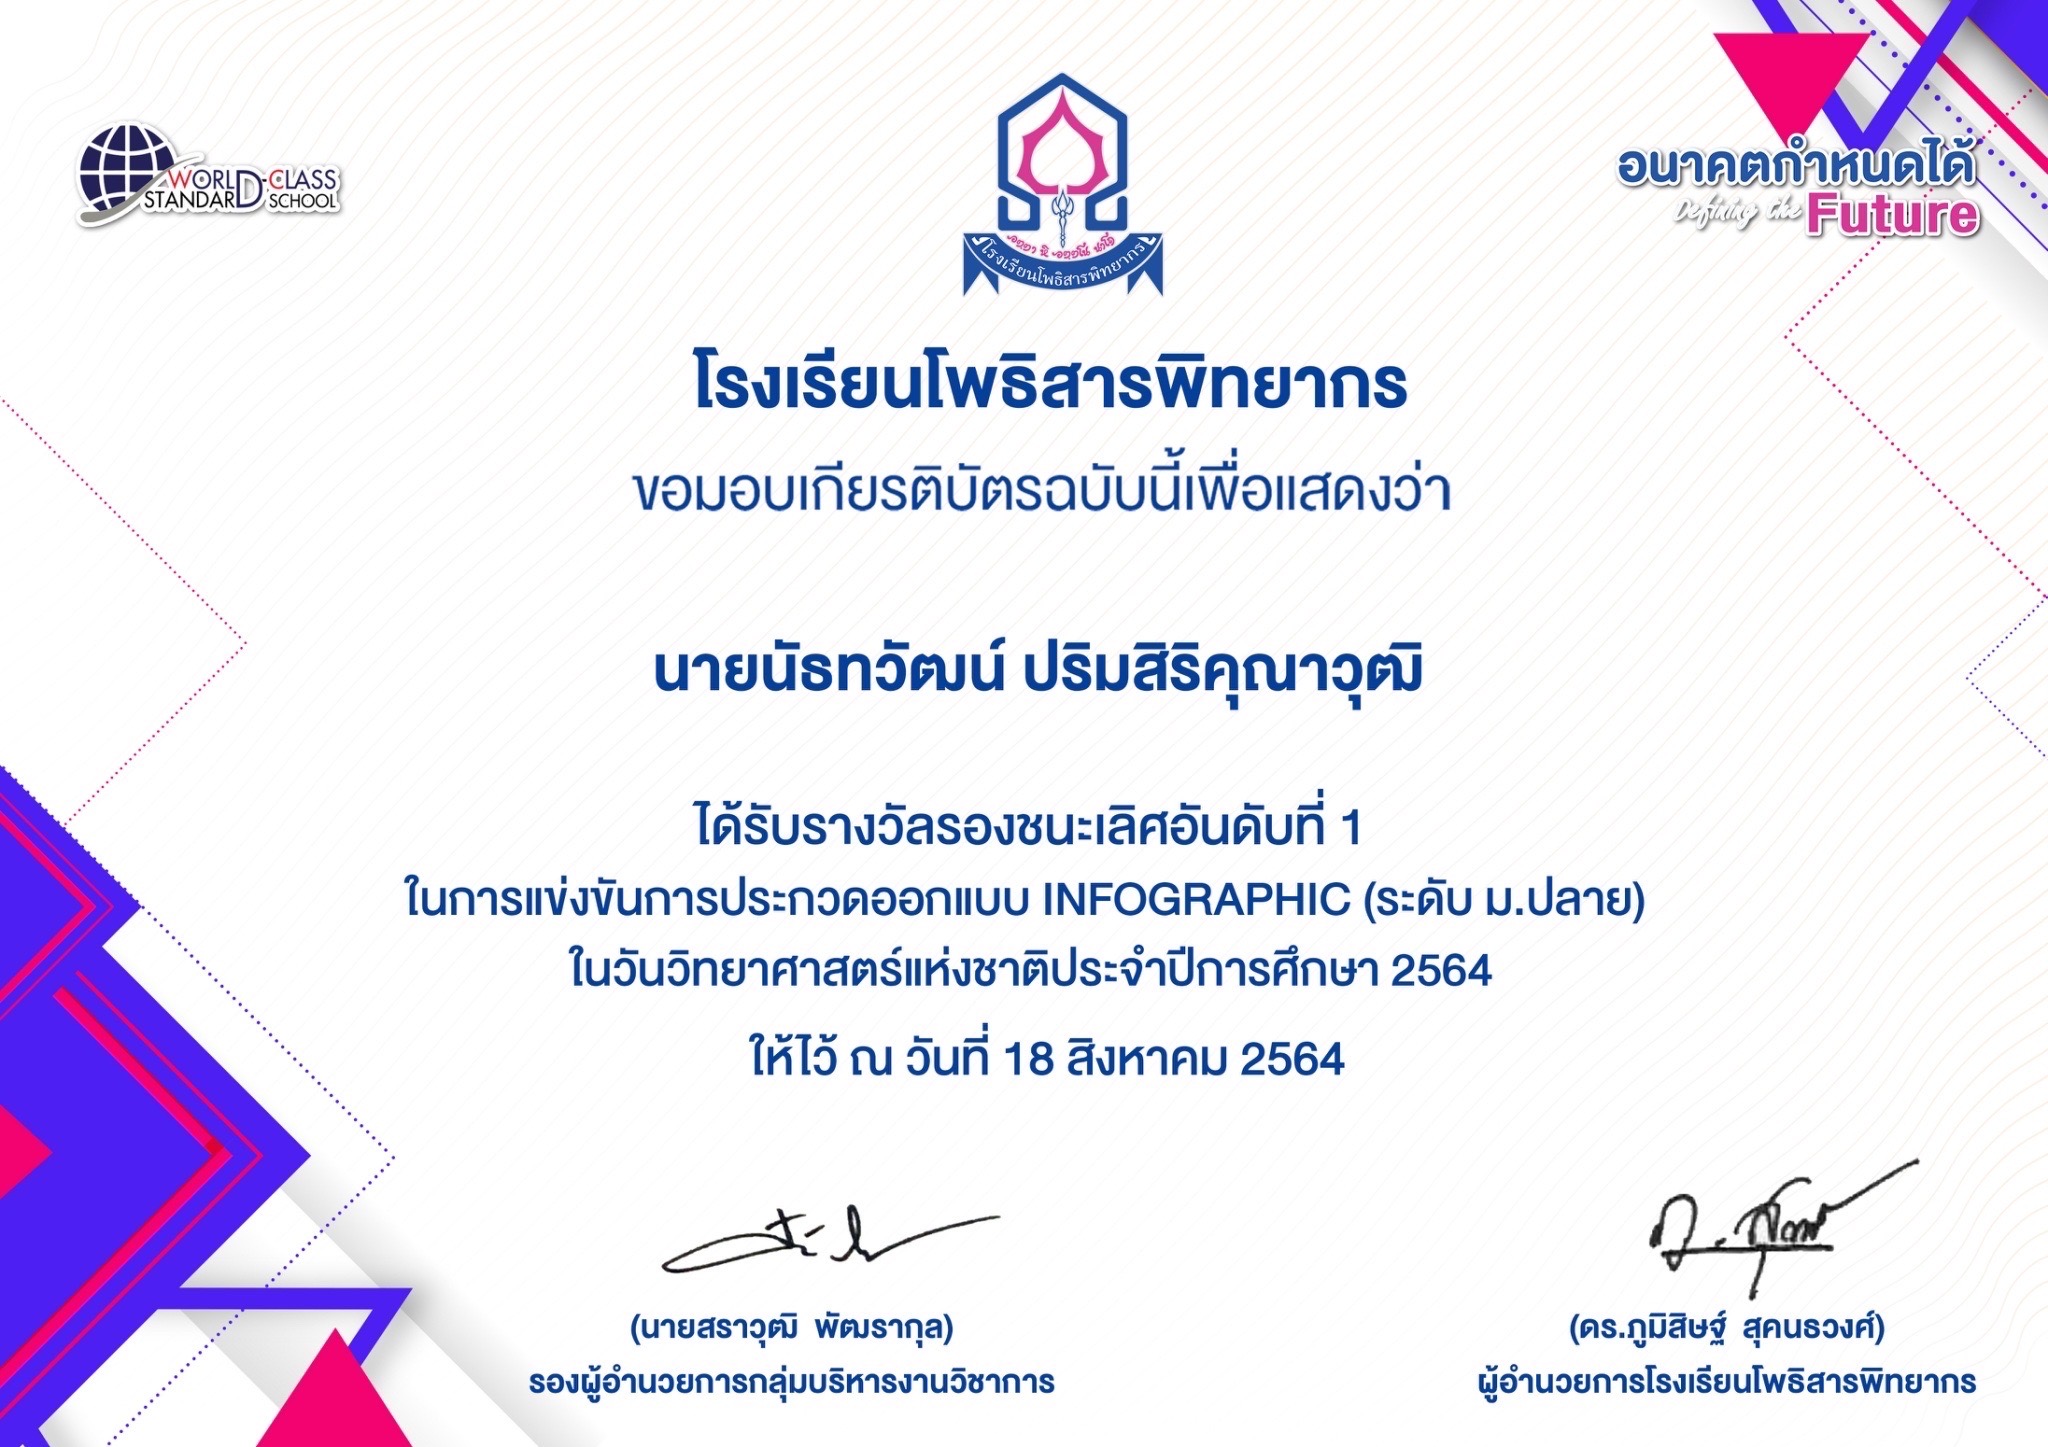 WORLD-CLASS
STANDARD SCHOOL
โรงเรียนโพธิสารพิทยากร
อนาคตกำหนดได้
Defining the Future
โรงเรียนโพธิสารพิทยากร
ขอมอบเกียรติบัตรฉบับนี้เพื่อแสดงว่า
นายนัธทวัฒน์ ปริมสิริคุณาวุฒิ
ได้รับรางวัลรองชนะเลิศอันดับที่ 1
ในการแข่งขันการประกวดออกแบบ INFOGRAPHIC (ระดับ ม.ปลาย)
ในวันวิทยาศาสตร์แห่งชาติประจำปีการศึกษา 2564
ให้ไว้ ณ วันที่ 18 สิงหาคม 2564
(นายสราวุฒิ พัฒรากุล)
รองผู้อำนวยการกลุ่มบริหารงานวิชาการ
(ดร.ภูมิสิษฐ์ สุคนธวงศ์)
ผู้อำนวยการโรงเรียนโพธิสารพิทยากร